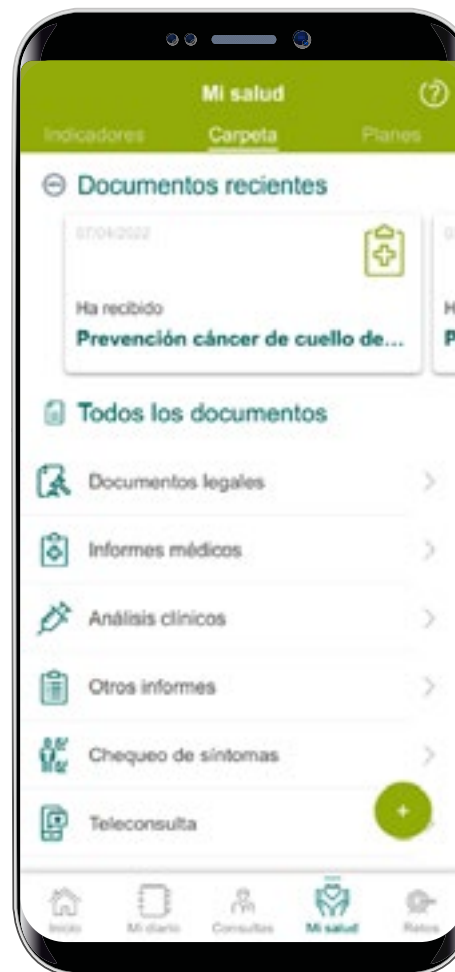 Mi salud
Indicadores Carpeta Planes
Documentos recientes
07/04/2022
Ha recibido
Prevención cáncer de cuello de...
Todos los documentos
Documentos legales
Informes médicos
Análisis clínicos
Otros informes
Chequeo de síntomas
Teleconsulta
Inicio Mi diario Consultas Mi salud Retos